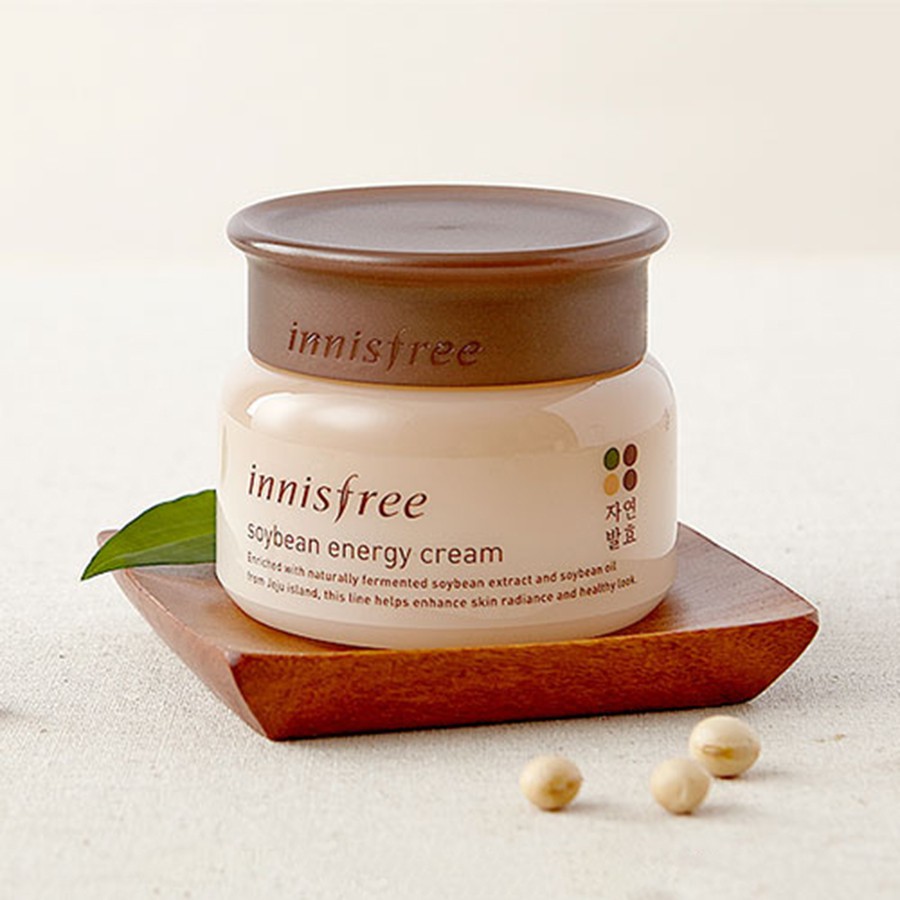 innisfree
innisfree
soybean energy cream
Enriched with naturally fermented soybean extract and soybean oil
from Jeju island, this line helps enhance skin radiance and healthy look.
자연
발효